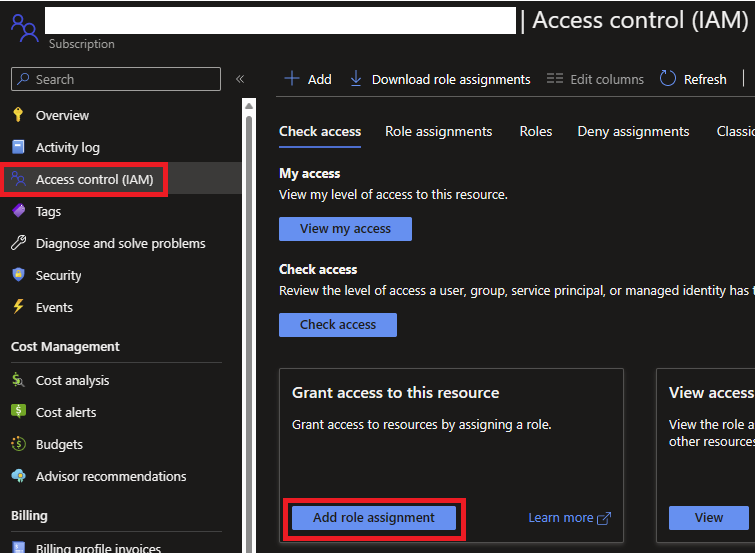 | Access control (IAM)
Subscription
Search
«
Add
Download role assignments
Edit columns
Refresh
Overview
Activity log
Access control (IAM)
Tags
Diagnose and solve problems
Security
Events
Cost Management
Cost analysis
Cost alerts
Budgets
Advisor recommendations
Billing
Billing profile invoices
Check access
Role assignments
Roles
Deny assignments
Classic
My access
View my level of access to this resource.
View my access
Check access
Review the level of access a user, group, service principal, or managed identity has t
Check access
Grant access to this resource
Grant access to resources by assigning a role.
Add role assignment
Learn more
View access
View the role a
other resources
View